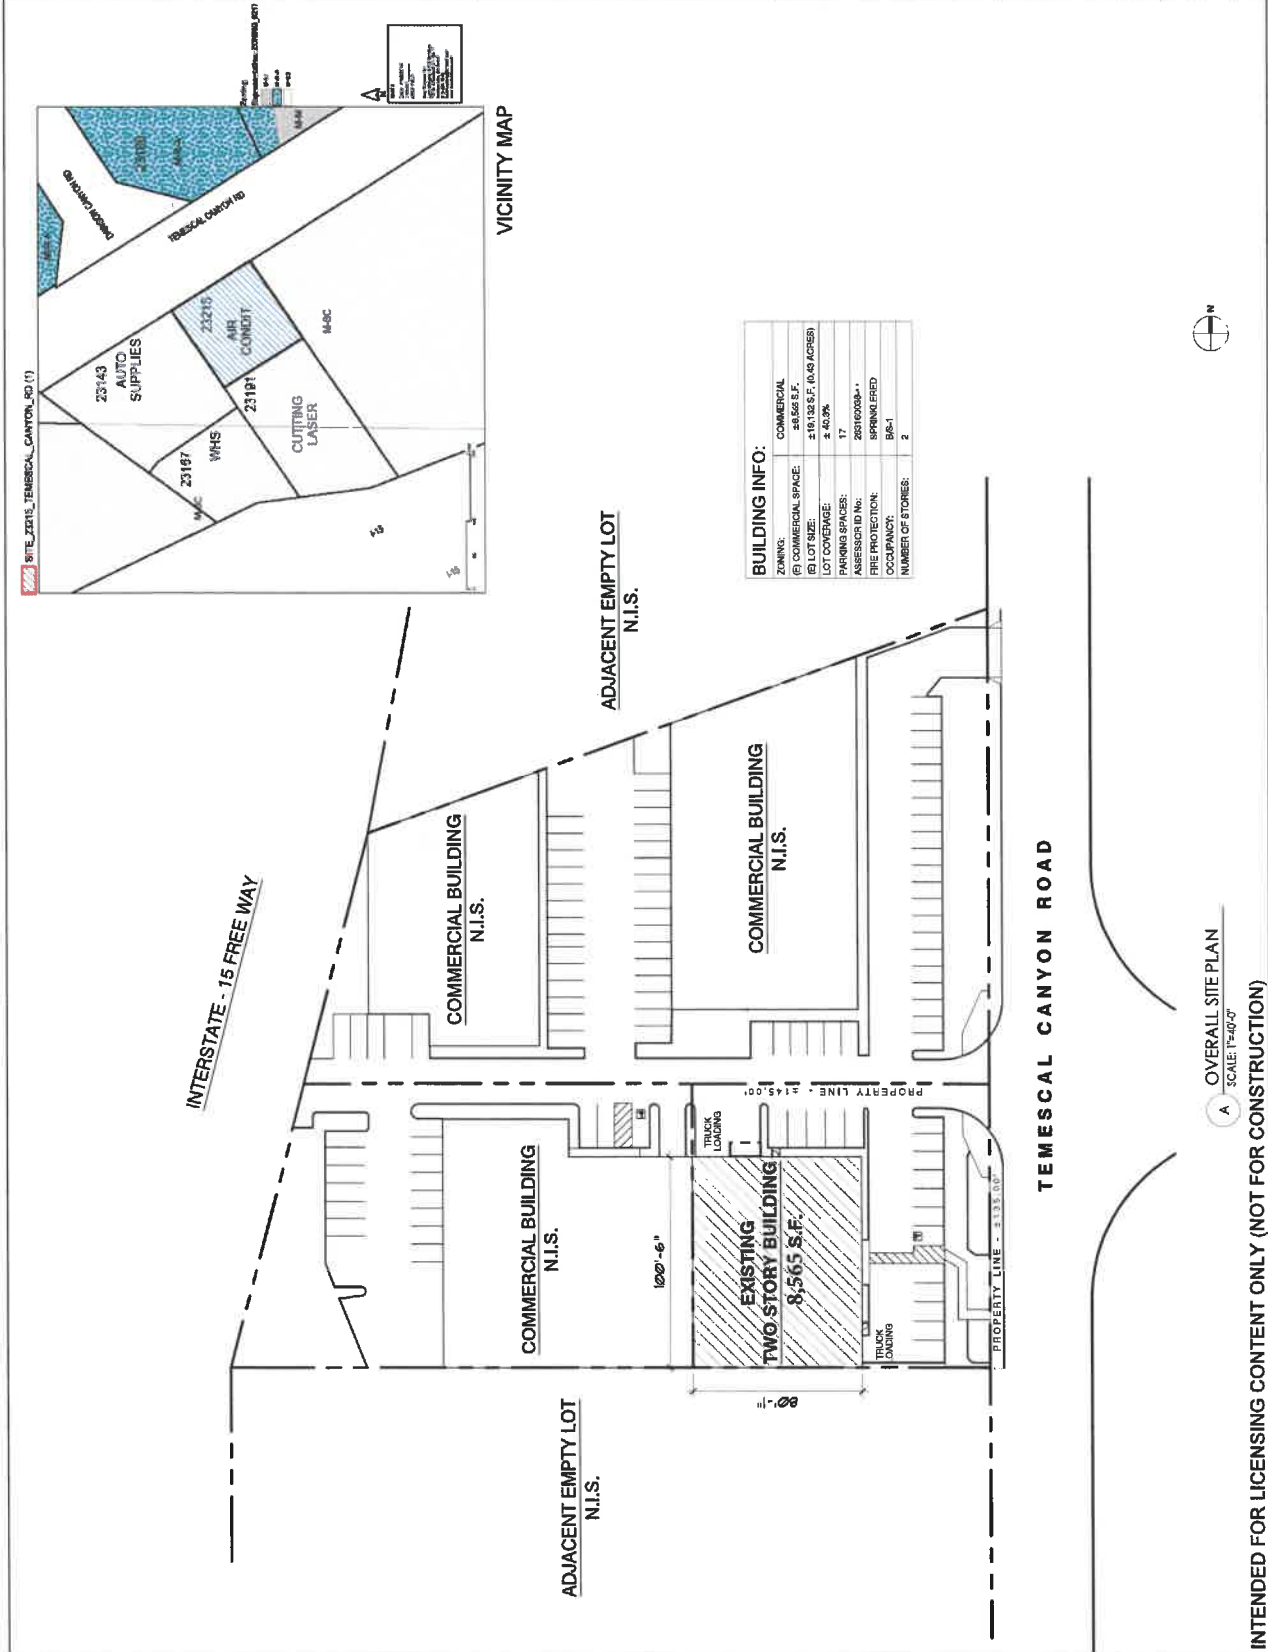 SITE_23215_TEMESCAL_CANYON_RD (1)
23143
AUTO
SUPPLIES
23167
WHS
23191
CUTTING
LASER
23215
AIR
CONDIT
M-SC
M-SC
I-15
I-15
DAWSON CANYON RD
TEMESCAL CANYON RD
M-M
VICINITY MAP
N
INTERSTATE - 15 FREE WAY
ADJACENT EMPTY LOT
N.I.S.
BUILDING INFO:
ZONING: COMMERCIAL
(E) COMMERCIAL SPACE: ±8,565 S.F.
(E) LOT SIZE: ±19,132 S.F. (0.43 ACRES)
LOT COVERAGE: ± 40.3%
PARKING SPACES: 17
ASSESSOR ID No:
FIRE PROTECTION: SPRINKLERED
OCCUPANCY: B/S-1
NUMBER OF STORIES: 2
COMMERCIAL BUILDING
N.I.S.
COMMERCIAL BUILDING
N.I.S.
COMMERCIAL BUILDING
N.I.S.
100'-6"
TRUCK
LOADING
PROPERTY LINE - ±145.00'
EXISTING
TWO STORY BUILDING
8,565 S.F.
80'-1"
TRUCK
LOADING
PROPERTY LINE - ±135.00'
ADJACENT EMPTY LOT
N.I.S.
TEMESCAL CANYON ROAD
A
OVERALL SITE PLAN
SCALE: 1"=40'-0"
N
INTENDED FOR LICENSING CONTENT ONLY (NOT FOR CONSTRUCTION)